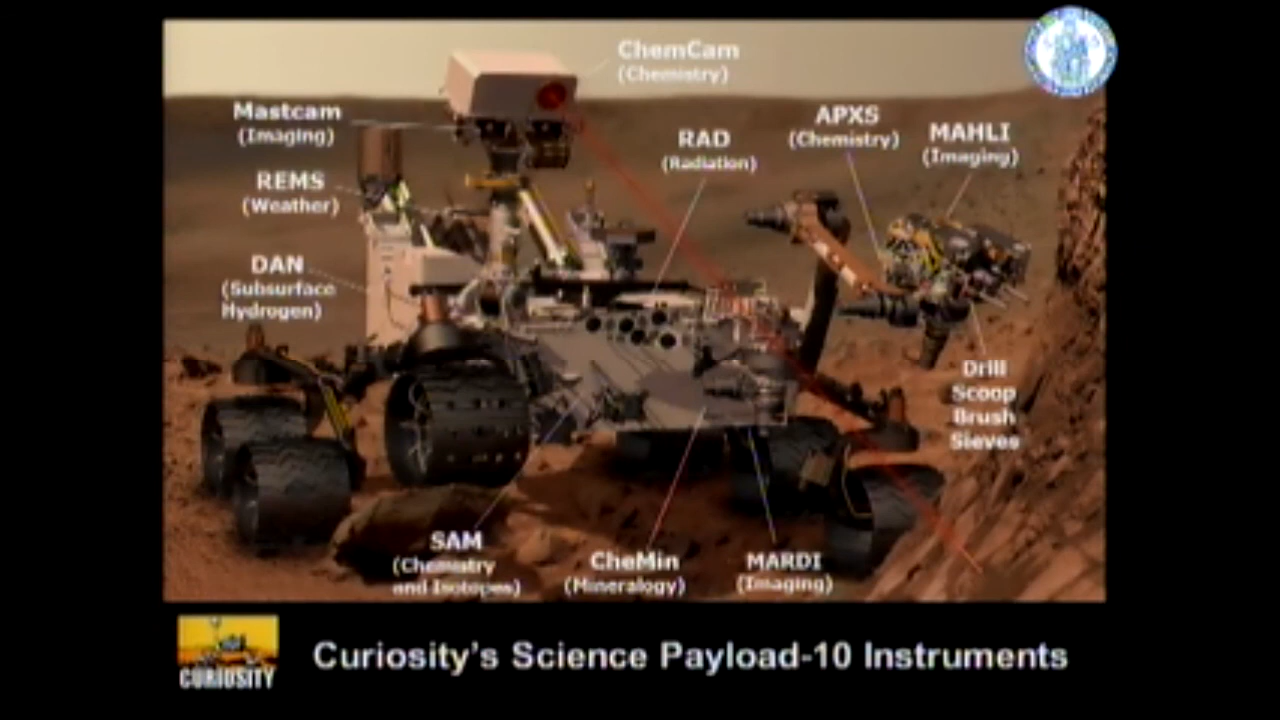 ChemCam
(Chemistry)
Mastcam
(Imaging)
APXS
(Chemistry)
MAHLI
(Imaging)
RAD
(Radiation)
REMS
(Weather)
DAN
(Subsurface
Hydrogen)
Drill
Scoop
Brush
Sieves
SAM
(Chemistry
and Isotopes)
CheMin
(Mineralogy)
MARDI
(Imaging)
CURIOSITY
Curiosity's Science Payload-10 Instruments